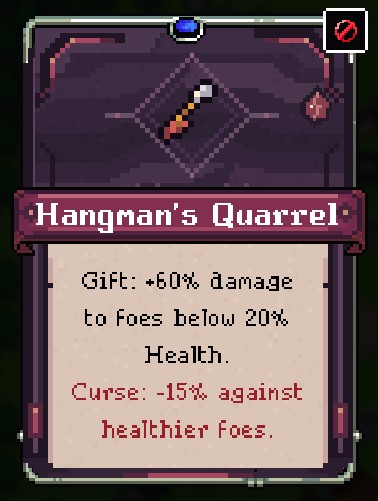 Hangman's Quarrel
Gift: +60% damage
to foes below 20%
Health.
Curse: -15% against
healthier foes.